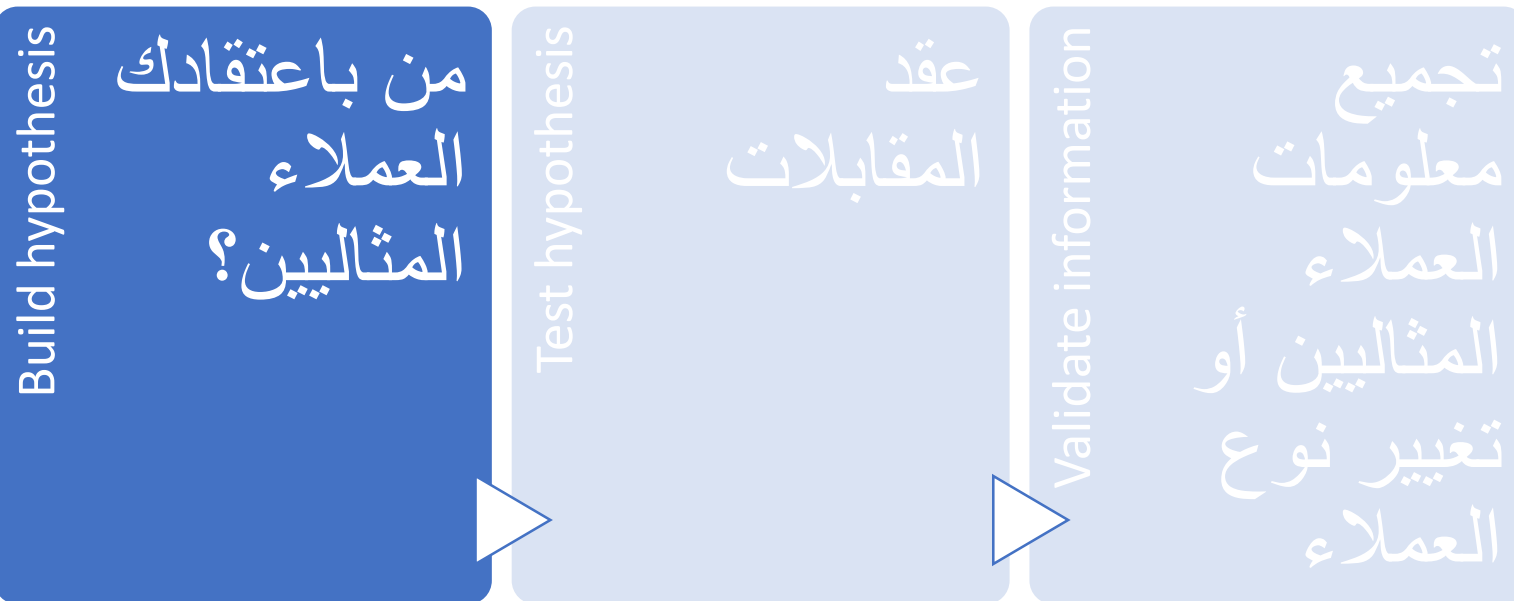 Build hypothesis
من باعتقادك
العملاء
المثاليين؟
Test hypothesis
عقد
المقابلات
Validate information
تجميع
معلومات
العملاء
المثاليين أو
تغيير نوع
العملاء